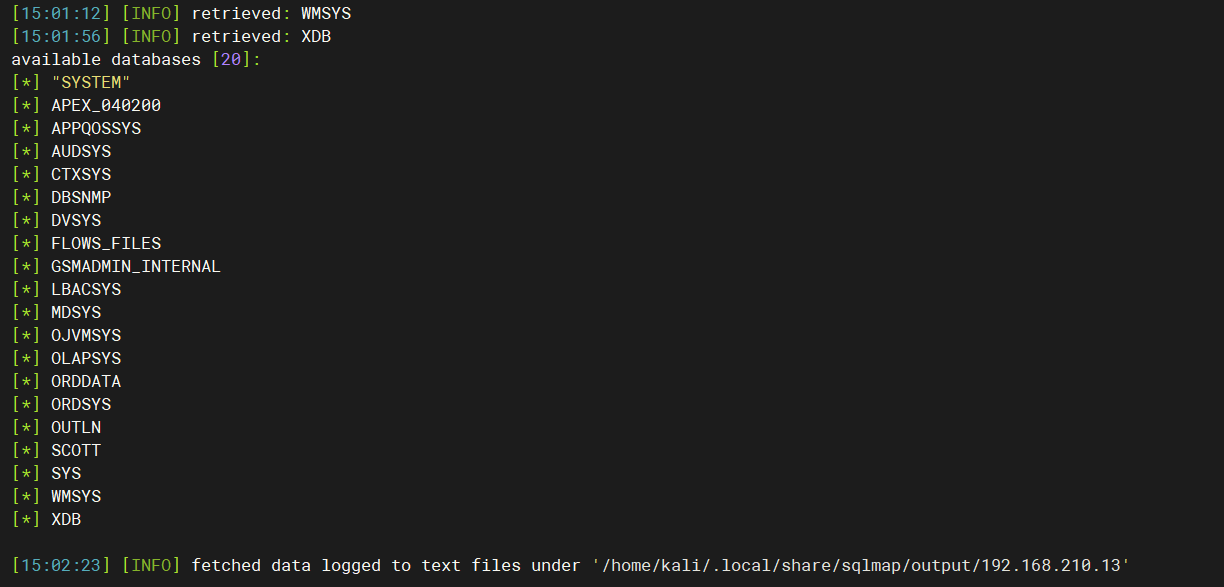 [15:01:12] [INFO] retrieved: WMSYS
[15:01:56] [INFO] retrieved: XDB
available databases [20]:
[*] "SYSTEM"
[*] APEX_040200
[*] APPQOSSYS
[*] AUDSYS
[*] CTXSYS
[*] DBSNMP
[*] DVSYS
[*] FLOWS_FILES
[*] GSMADMIN_INTERNAL
[*] LBACSYS
[*] MDSYS
[*] OJVMSYS
[*] OLAPSYS
[*] ORDDATA
[*] ORDSYS
[*] OUTLN
[*] SCOTT
[*] SYS
[*] WMSYS
[*] XDB
[15:02:23] [INFO] fetched data logged to text files under '/home/kali/.local/share/sqlmap/output/192.168.210.13'